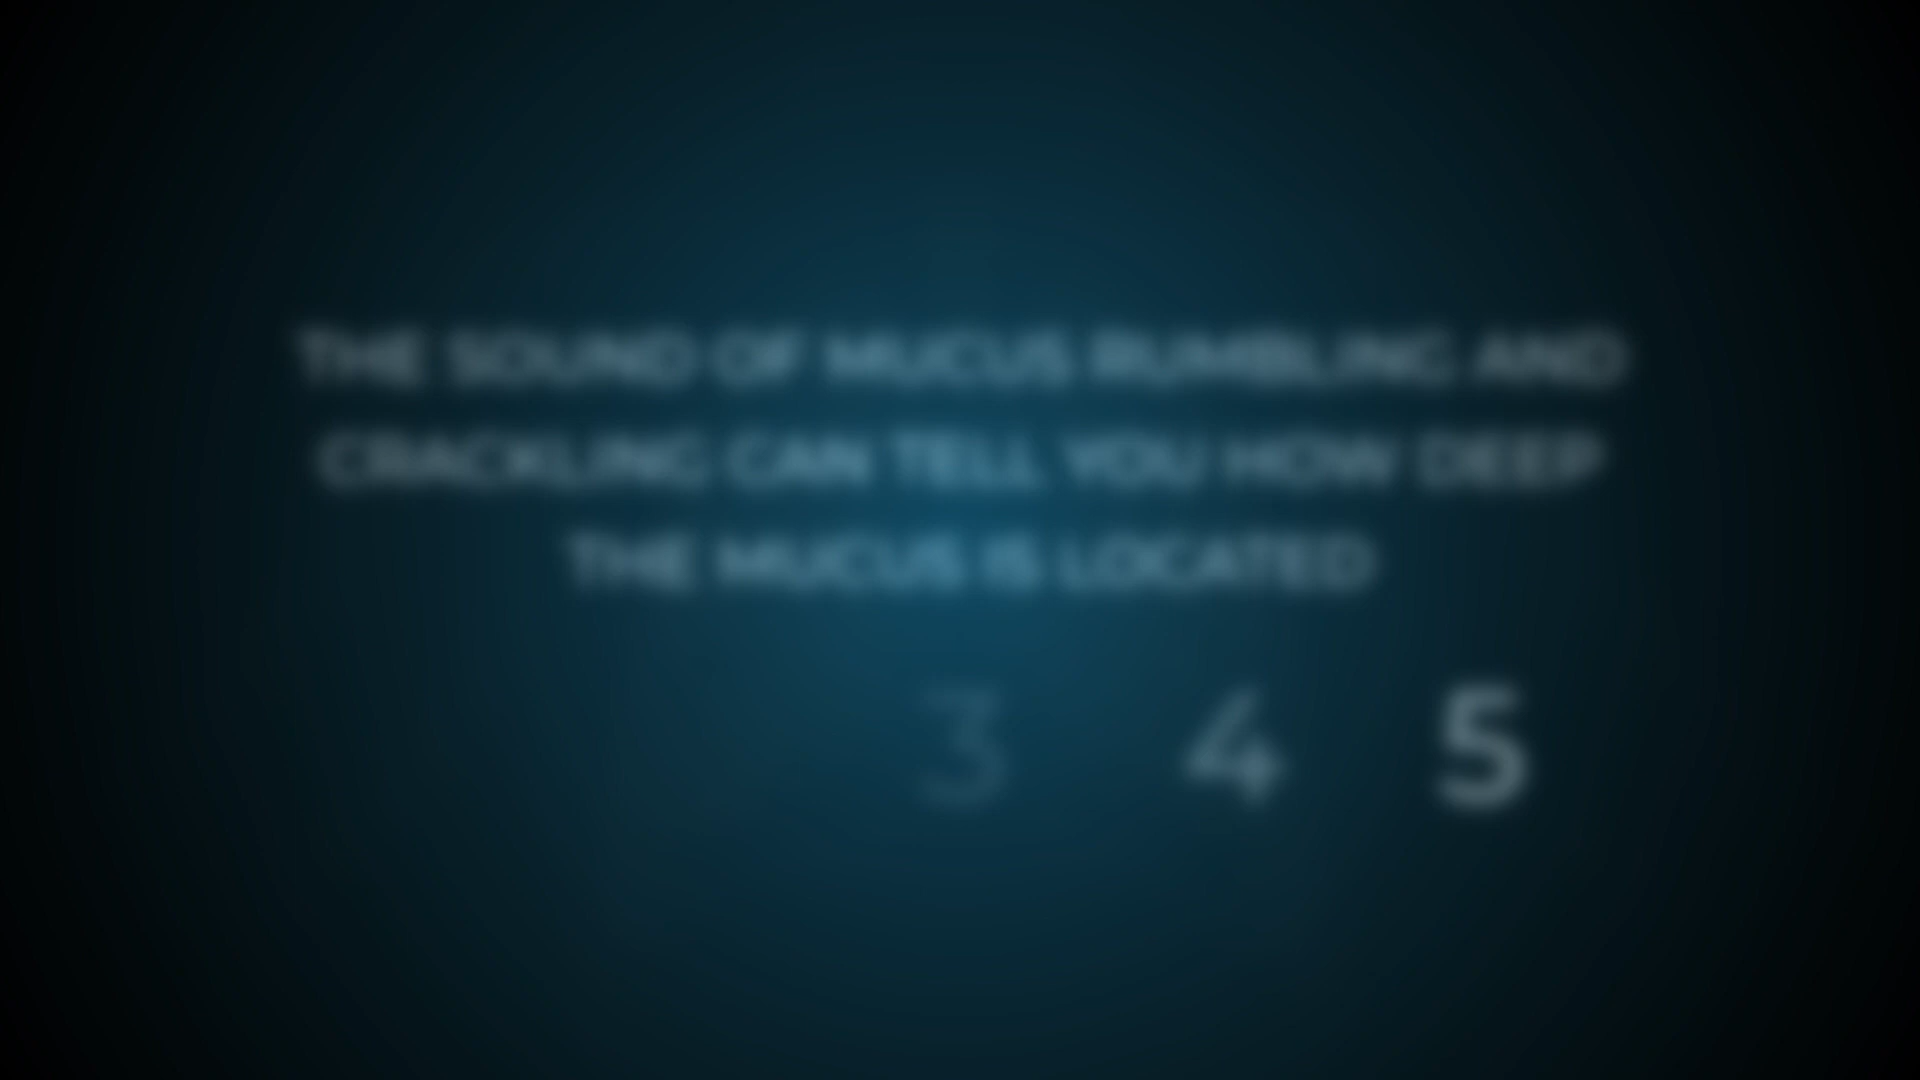 THE SOUND OF MUCUS RUMBLING AND
CRACKLING CAN TELL YOU HOW DEEP
THE MUCUS IS LOCATED
3 4 5